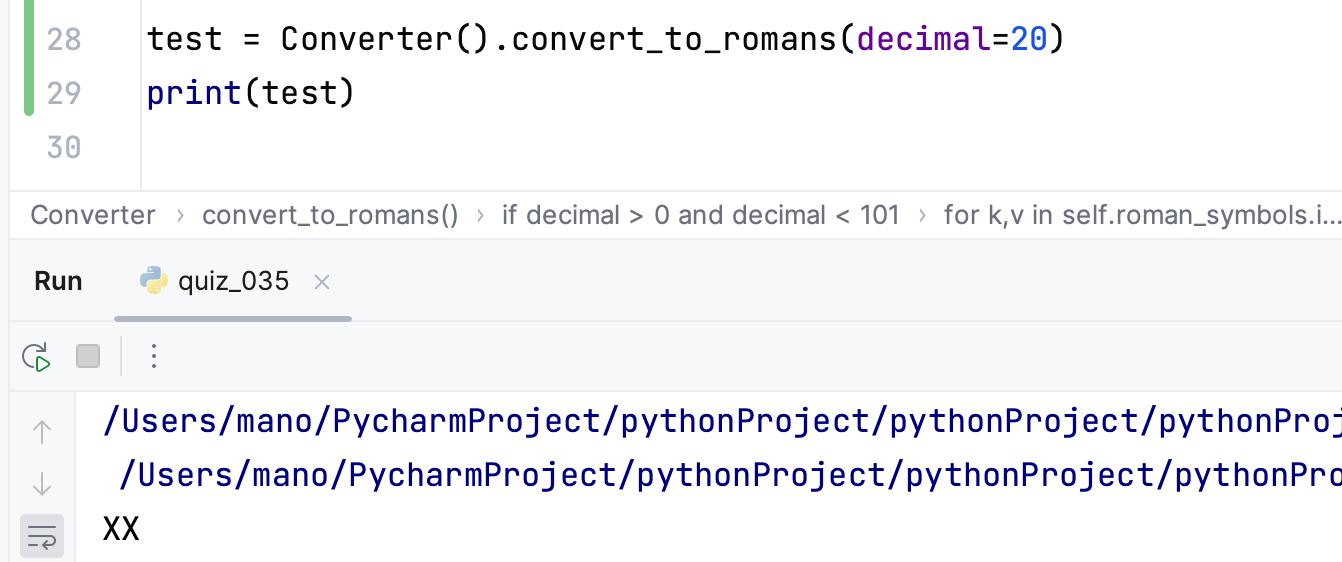 28 test = Converter().convert_to_romans(decimal=20)
29 print(test)
30
Converter › convert_to_romans() › if decimal > 0 and decimal < 101 › for k,v in self.roman_symbols.i...
Run quiz_035 ×
/Users/mano/PycharmProject/pythonProject/pythonProject/pythonProj
/Users/mano/PycharmProject/pythonProject/pythonProject/pythonPro
XX